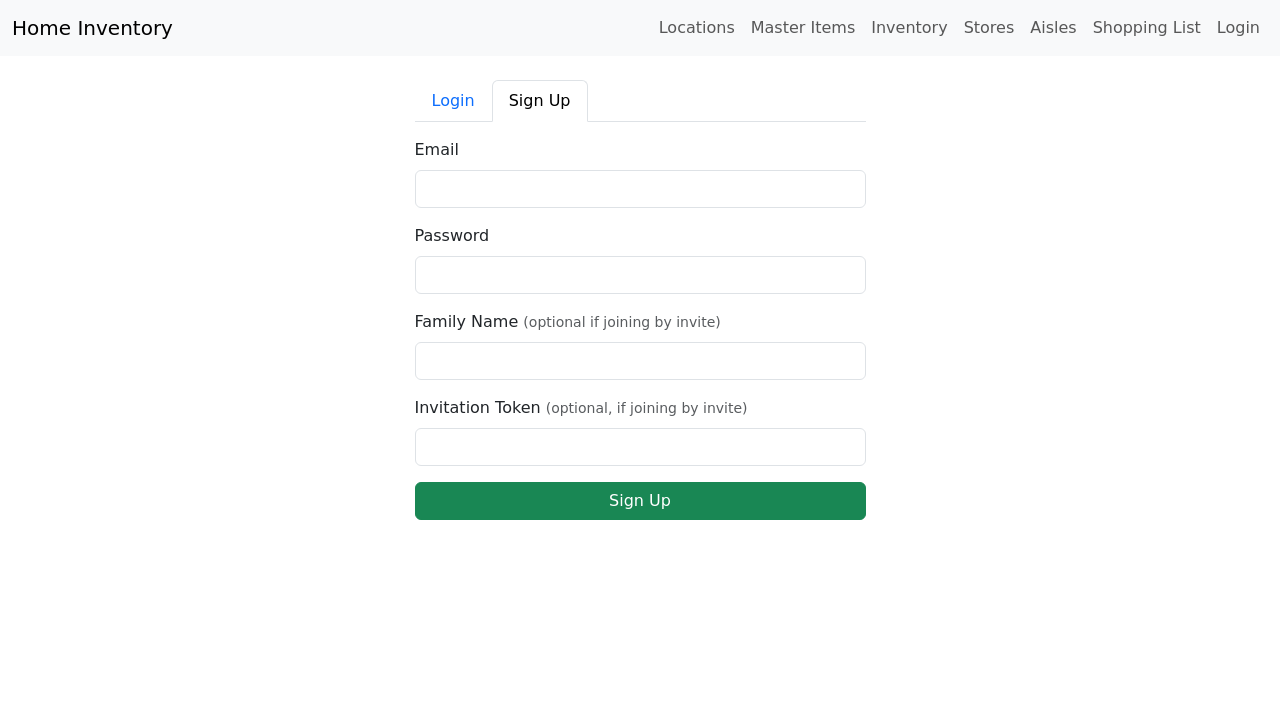 Home Inventory
Locations Master Items Inventory Stores Aisles Shopping List Login
Login Sign Up
Email
Password
Family Name (optional if joining by invite)
Invitation Token (optional, if joining by invite)
Sign Up